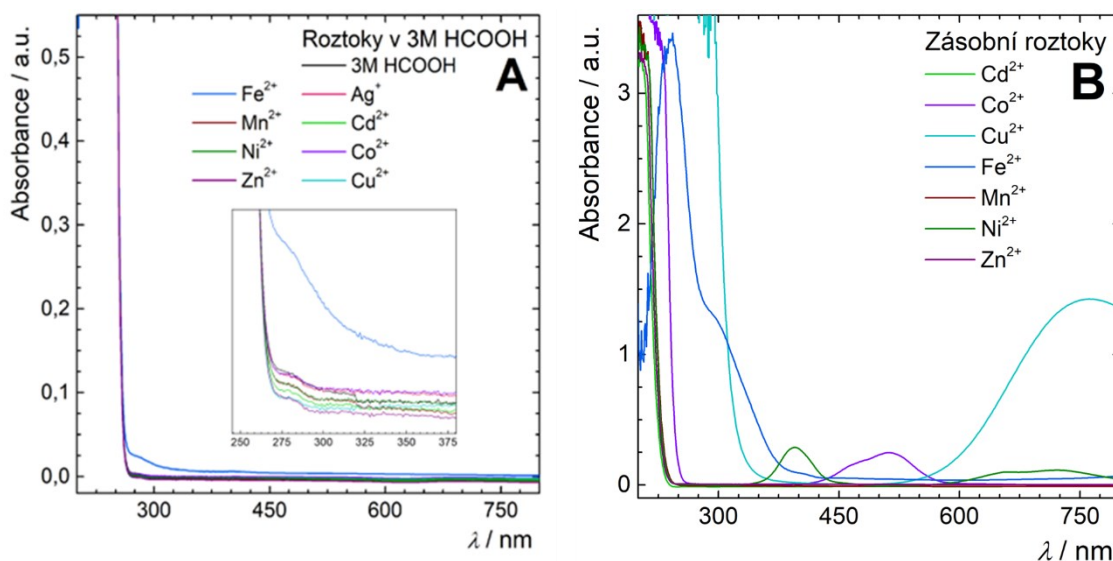 Roztoky v 3M HCOOH
3M HCOOH
A
Fe²⁺
Ag⁺
Mn²⁺
Cd²⁺
Ni²⁺
Co²⁺
Zn²⁺
Cu²⁺
Absorbance / a.u.
0,5
0,4
0,3
0,2
0,1
0,0
250
275
300
325
350
375
300
450
600
750
λ / nm
Zásobní roztoky
B
Cd²⁺
Co²⁺
Cu²⁺
Fe²⁺
Mn²⁺
Ni²⁺
Zn²⁺
Absorbance / a.u.
3
2
1
0
300
450
600
750
λ / nm